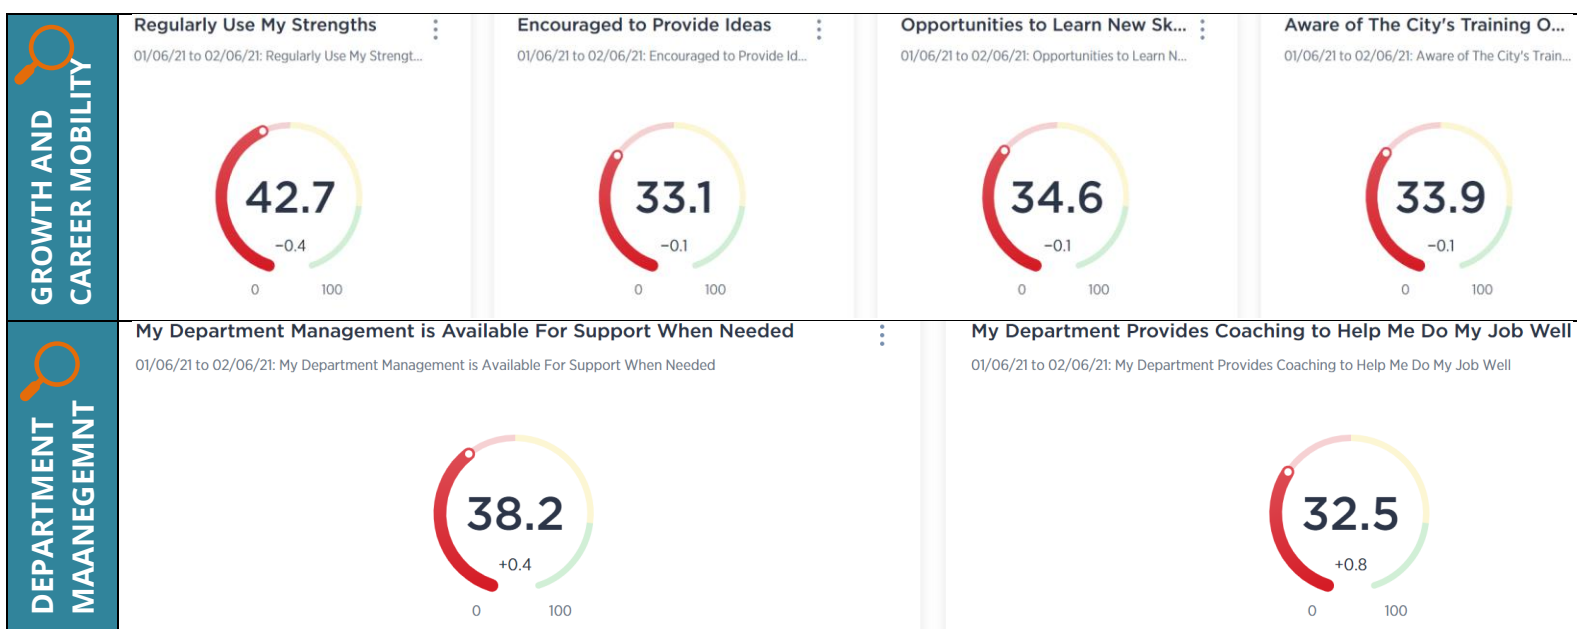 GROWTH AND
CAREER MOBILITY
Regularly Use My Strengths
01/06/21 to 02/06/21: Regularly Use My Strengt...
42.7
−0.4
0 100
Encouraged to Provide Ideas
01/06/21 to 02/06/21: Encouraged to Provide Id...
33.1
−0.1
0 100
Opportunities to Learn New Sk...
01/06/21 to 02/06/21: Opportunities to Learn N...
34.6
−0.1
0 100
Aware of The City's Training O...
01/06/21 to 02/06/21: Aware of The City's Train...
33.9
−0.1
0 100
DEPARTMENT
MAANEGEMNT
My Department Management is Available For Support When Needed
01/06/21 to 02/06/21: My Department Management is Available For Support When Needed
38.2
+0.4
0 100
My Department Provides Coaching to Help Me Do My Job Well
01/06/21 to 02/06/21: My Department Provides Coaching to Help Me Do My Job Well
32.5
+0.8
0 100